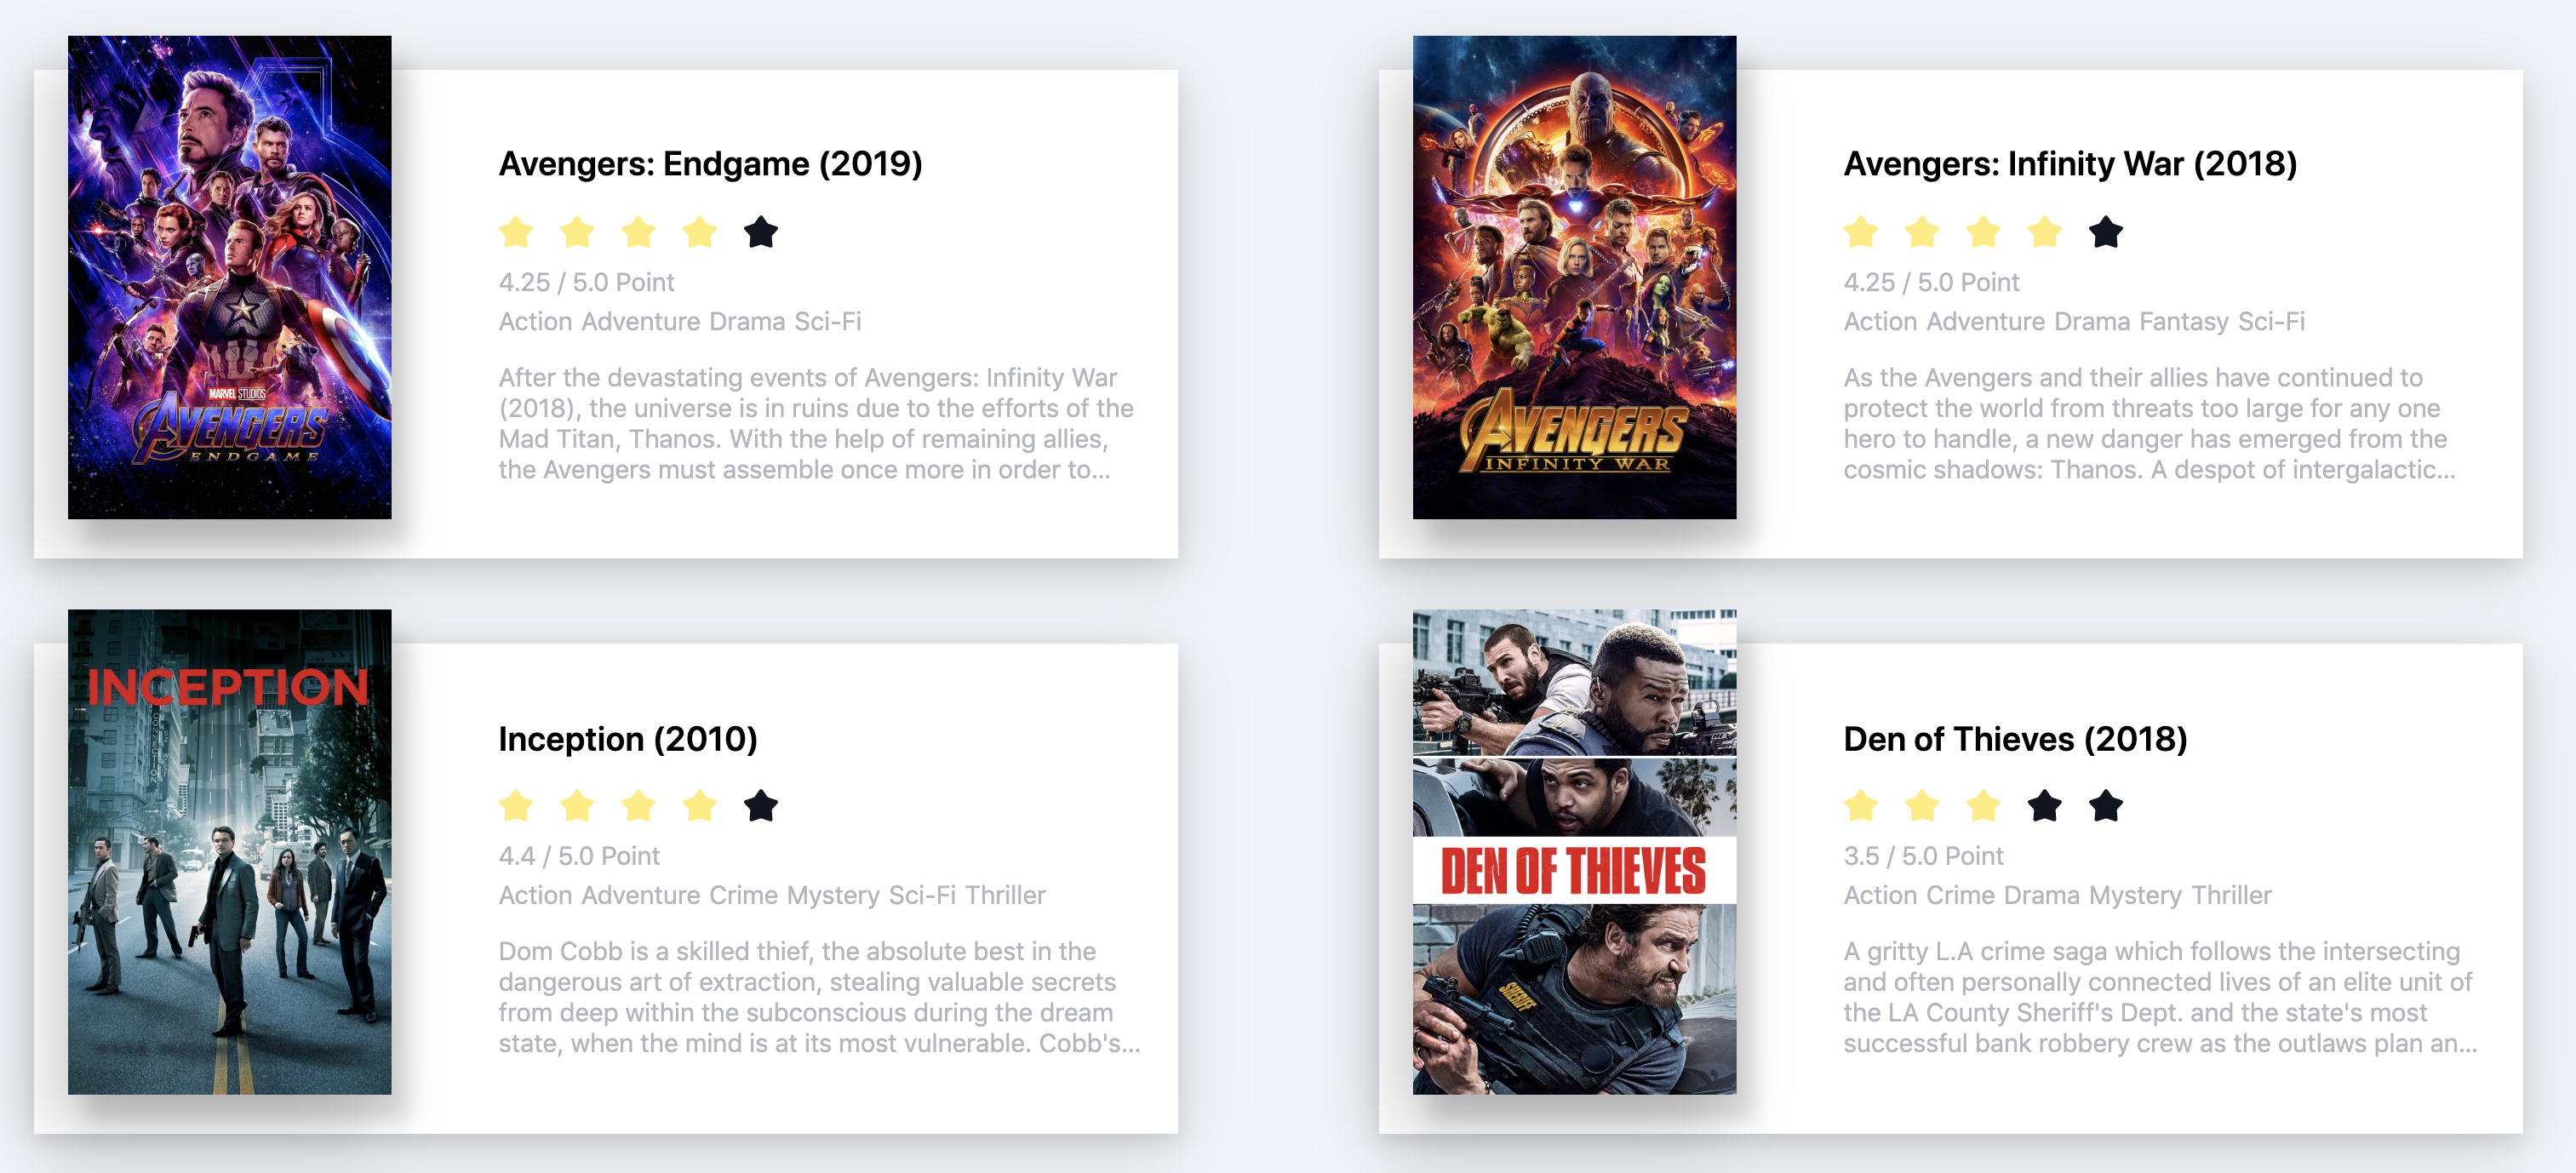 MARVEL STUDIOS
AVENGERS
ENDGAME
Avengers: Endgame (2019)
4.25 / 5.0 Point
Action Adventure Drama Sci-Fi
After the devastating events of Avengers: Infinity War
(2018), the universe is in ruins due to the efforts of the
Mad Titan, Thanos. With the help of remaining allies,
the Avengers must assemble once more in order to...
AVENGERS
INFINITY WAR
Avengers: Infinity War (2018)
4.25 / 5.0 Point
Action Adventure Drama Fantasy Sci-Fi
As the Avengers and their allies have continued to
protect the world from threats too large for any one
hero to handle, a new danger has emerged from the
cosmic shadows: Thanos. A despot of intergalactic...
INCEPTION
Inception (2010)
4.4 / 5.0 Point
Action Adventure Crime Mystery Sci-Fi Thriller
Dom Cobb is a skilled thief, the absolute best in the
dangerous art of extraction, stealing valuable secrets
from deep within the subconscious during the dream
state, when the mind is at its most vulnerable. Cobb's...
DEN OF THIEVES
SHERIFF
Den of Thieves (2018)
3.5 / 5.0 Point
Action Crime Drama Mystery Thriller
A gritty L.A crime saga which follows the intersecting
and often personally connected lives of an elite unit of
the LA County Sheriff's Dept. and the state's most
successful bank robbery crew as the outlaws plan an...